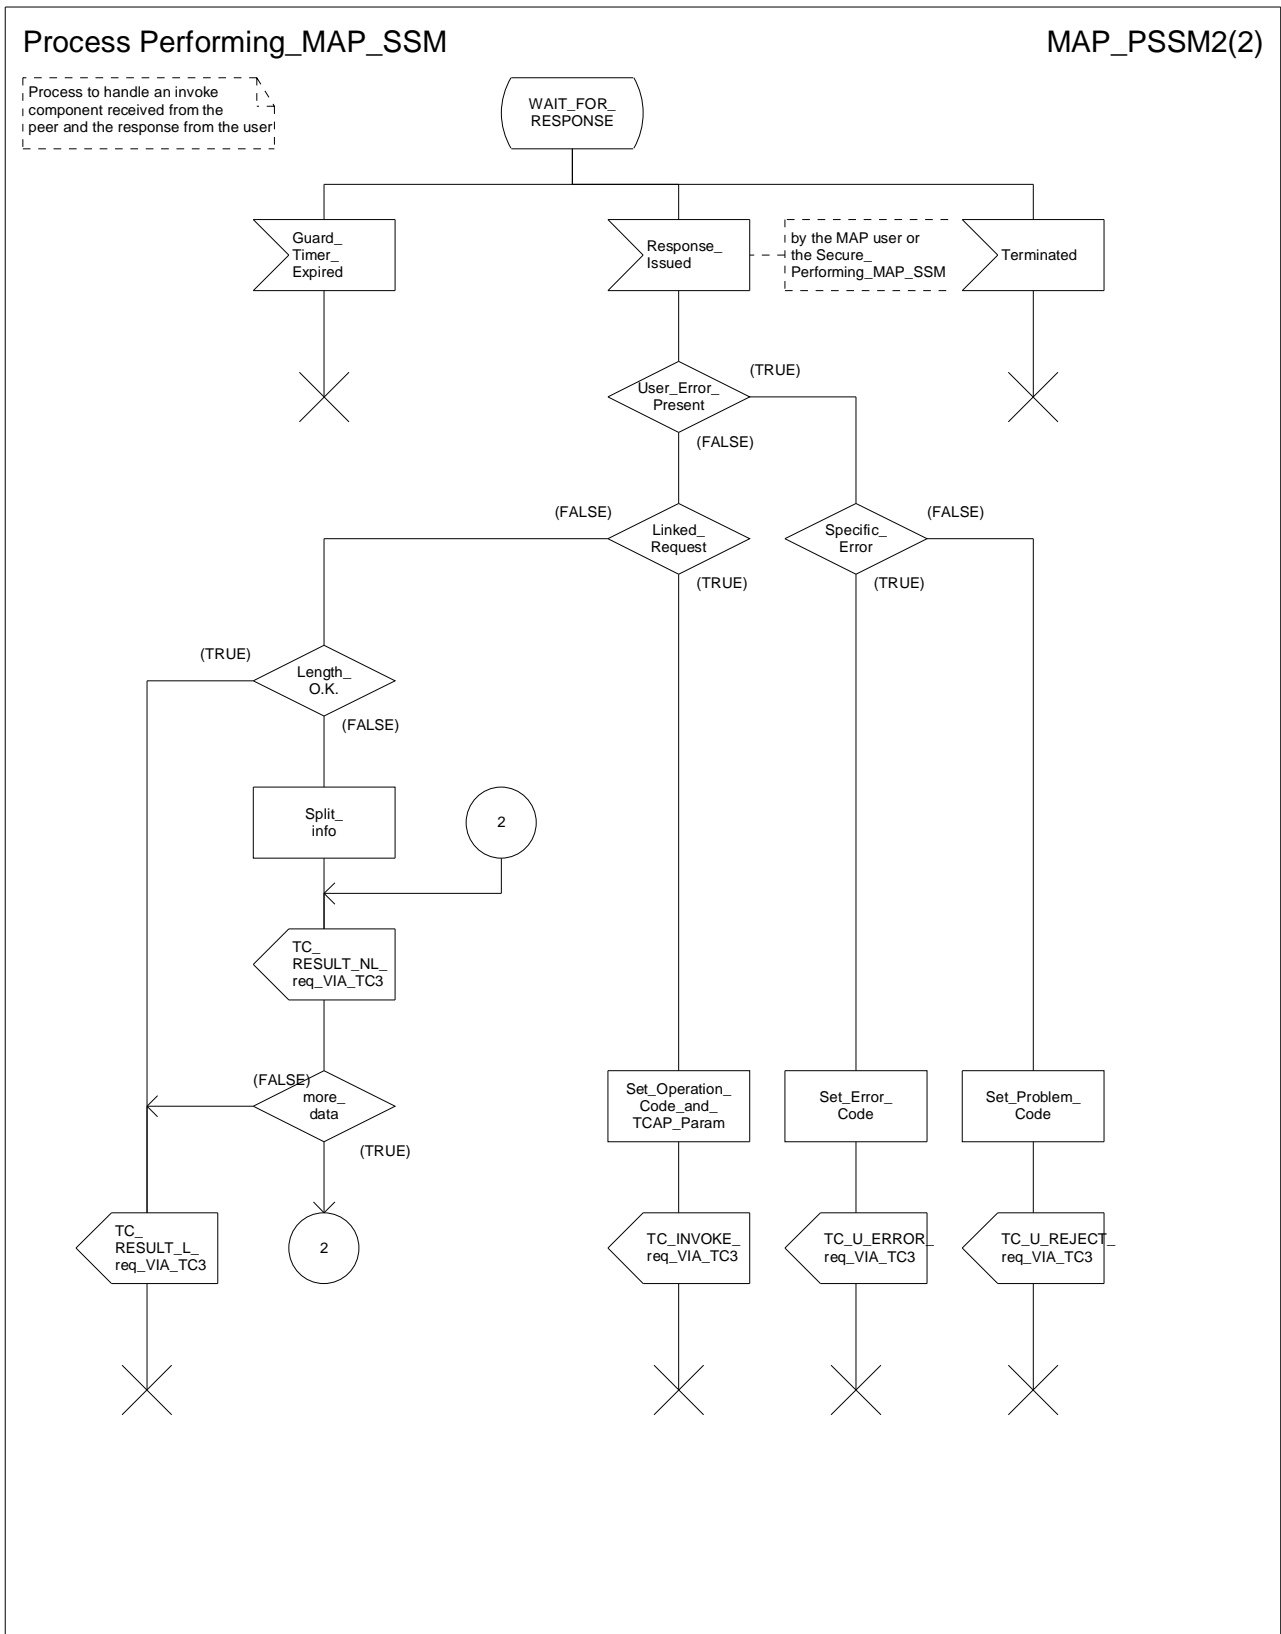 Process Performing_MAP_SSM
MAP_PSSM2(2)
Process to handle an invoke
component received from the
peer and the response from the user
WAIT_FOR_
RESPONSE
Guard_
Timer_
Expired
Response_
Issued
by the MAP user or
the Secure_
Performing_MAP_SSM
Terminated
User_Error_
Present
(TRUE)
(FALSE)
(FALSE)
Linked_
Request
(TRUE)
Specific_
Error
(FALSE)
(TRUE)
(TRUE)
Length_
O.K.
(FALSE)
Split_
info
2
TC_
RESULT_NL_
req_VIA_TC3
(FALSE)
more_
data
(TRUE)
Set_Operation_
Code_and_
TCAP_Param
Set_Error_
Code
Set_Problem_
Code
TC_
RESULT_L_
req_VIA_TC3
2
TC_INVOKE_
req_VIA_TC3
TC_U_ERROR_
req_VIA_TC3
TC_U_REJECT_
req_VIA_TC3